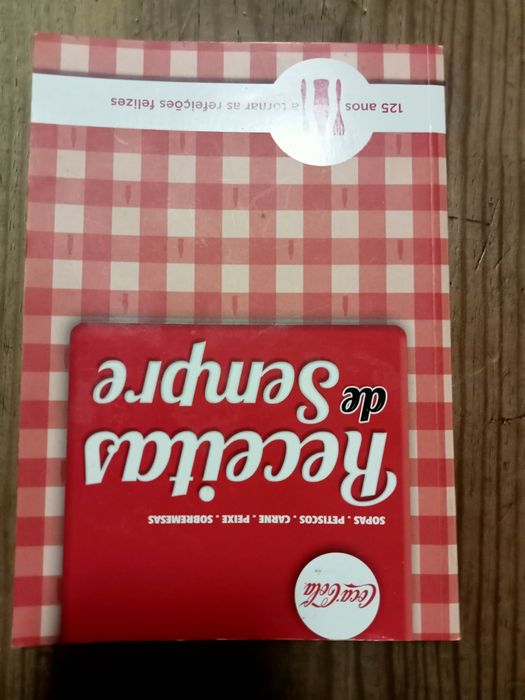 Coca-Cola
SOPAS . PETISCOS . CARNE . PEIXE . SOBREMESAS
Receitas
de Sempre
125 anos a tornar as refeições felizes